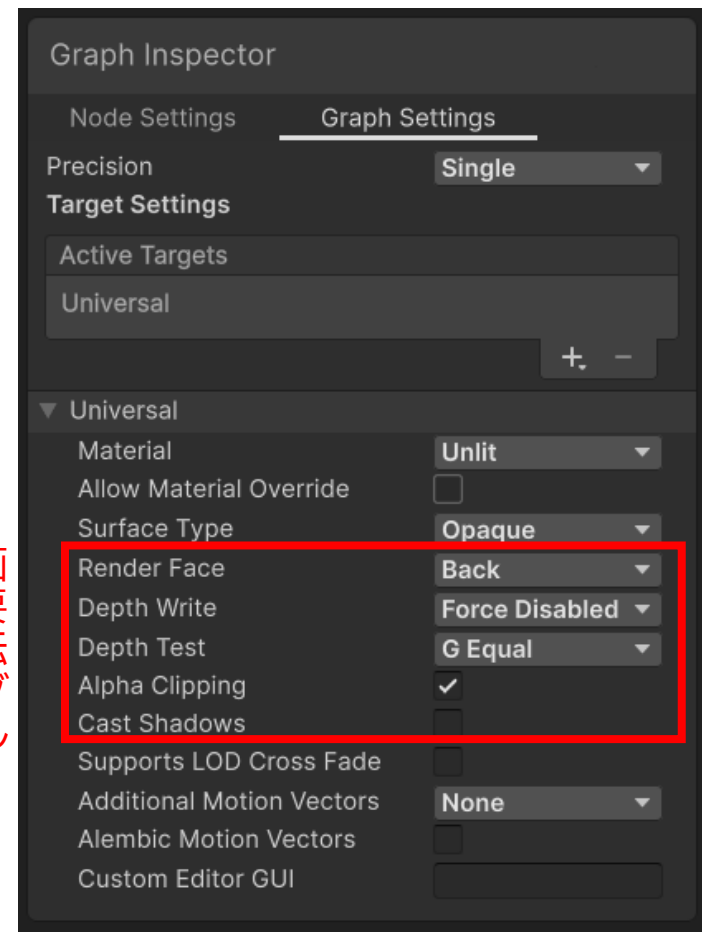 Graph Inspector
Node Settings Graph Settings
Precision Single
Target Settings
Active Targets
Universal
Universal
Material Unlit
Allow Material Override
Surface Type Opaque
Render Face Back
Depth Write Force Disabled
Depth Test G Equal
Alpha Clipping
Cast Shadows
Supports LOD Cross Fade
Additional Motion Vectors None
Alembic Motion Vectors
Custom Editor GUI